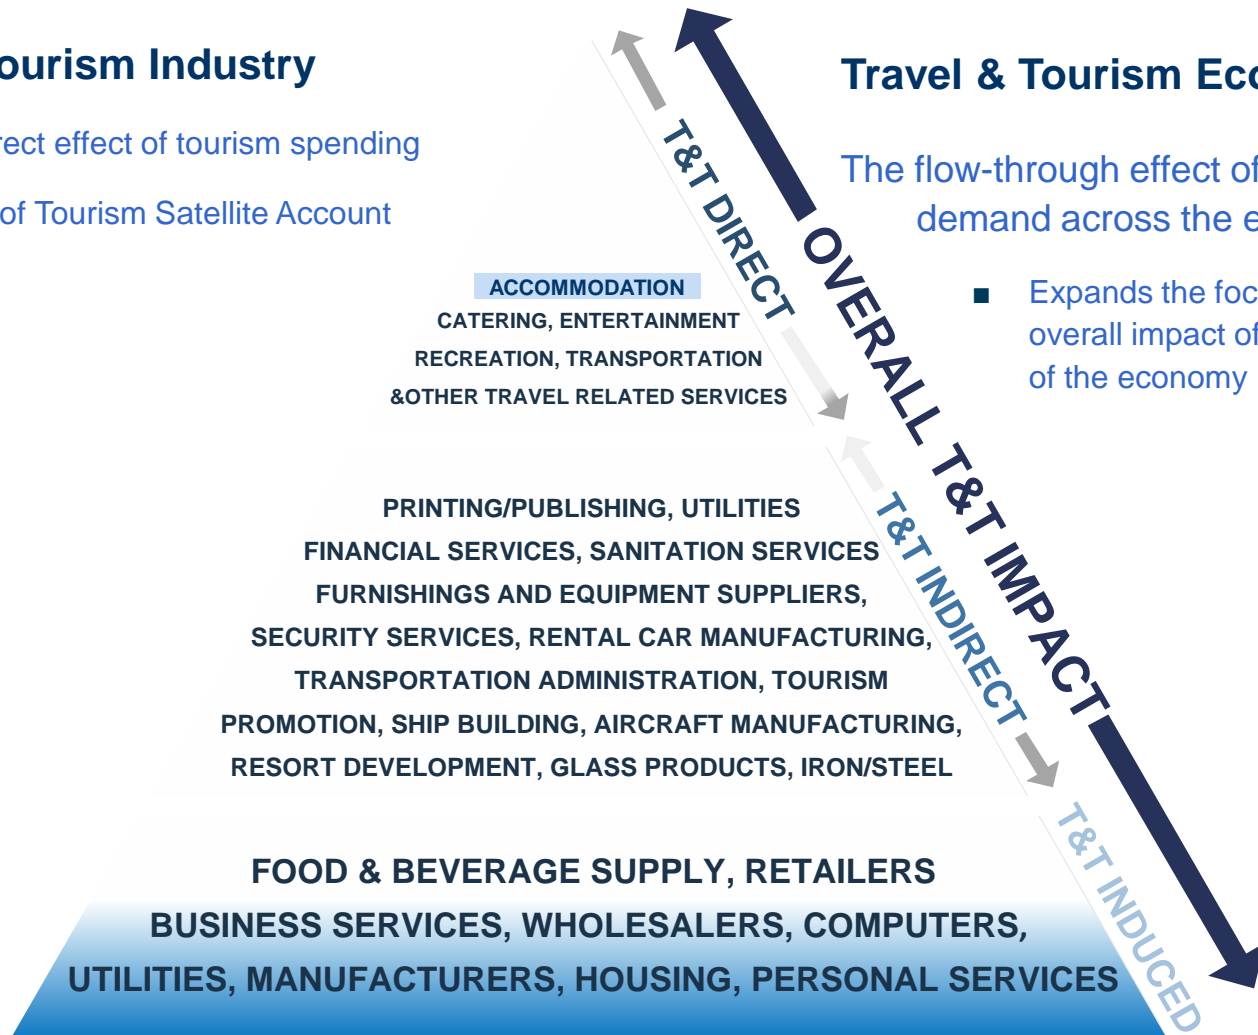 ourism Industry
rect effect of tourism spending
of Tourism Satellite Account
Travel & Tourism Eco
The flow-through effect of
demand across the e
■ Expands the foc
overall impact of
of the economy
ACCOMMODATION
CATERING, ENTERTAINMENT
RECREATION, TRANSPORTATION
&OTHER TRAVEL RELATED SERVICES
PRINTING/PUBLISHING, UTILITIES
FINANCIAL SERVICES, SANITATION SERVICES
FURNISHINGS AND EQUIPMENT SUPPLIERS,
SECURITY SERVICES, RENTAL CAR MANUFACTURING,
TRANSPORTATION ADMINISTRATION, TOURISM
PROMOTION, SHIP BUILDING, AIRCRAFT MANUFACTURING,
RESORT DEVELOPMENT, GLASS PRODUCTS, IRON/STEEL
FOOD & BEVERAGE SUPPLY, RETAILERS
BUSINESS SERVICES, WHOLESALERS, COMPUTERS,
UTILITIES, MANUFACTURERS, HOUSING, PERSONAL SERVICES
T&T DIRECT
T&T INDIRECT
T&T INDUCED
OVERALL T&T IMPACT